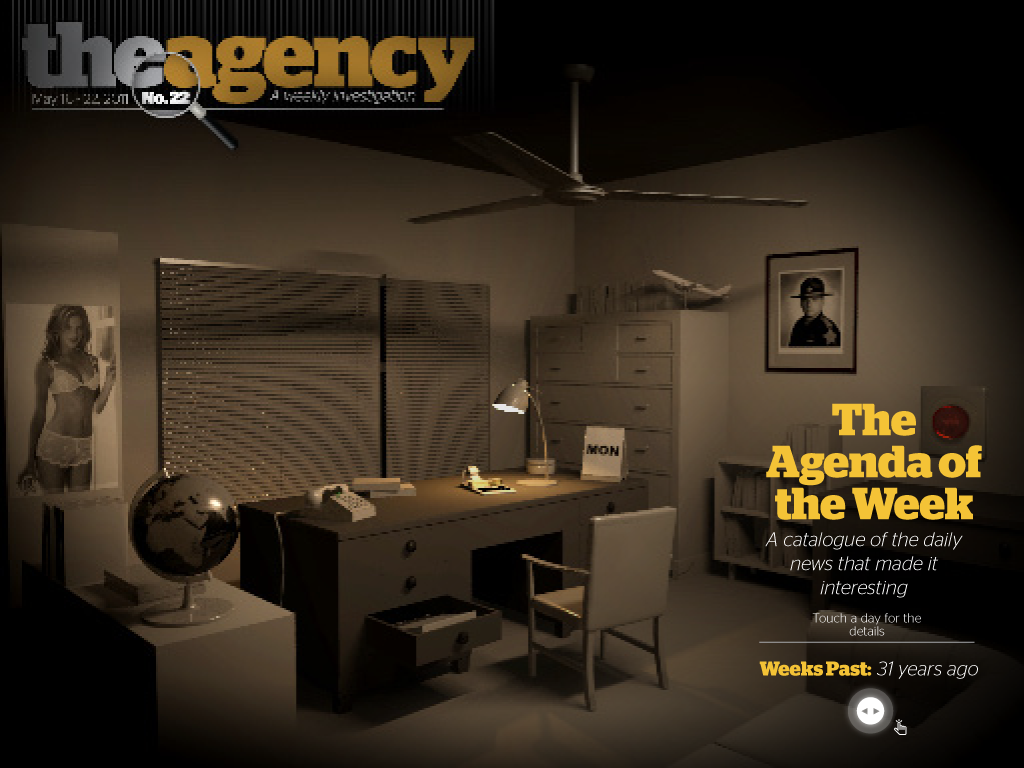 theagency
May 16 - 22, 2011 No. 22 A weekly investigation
MON
The
Agenda of
the Week
A catalogue of the daily
news that made it
interesting
Touch a day for the
details
Weeks Past: 31 years ago